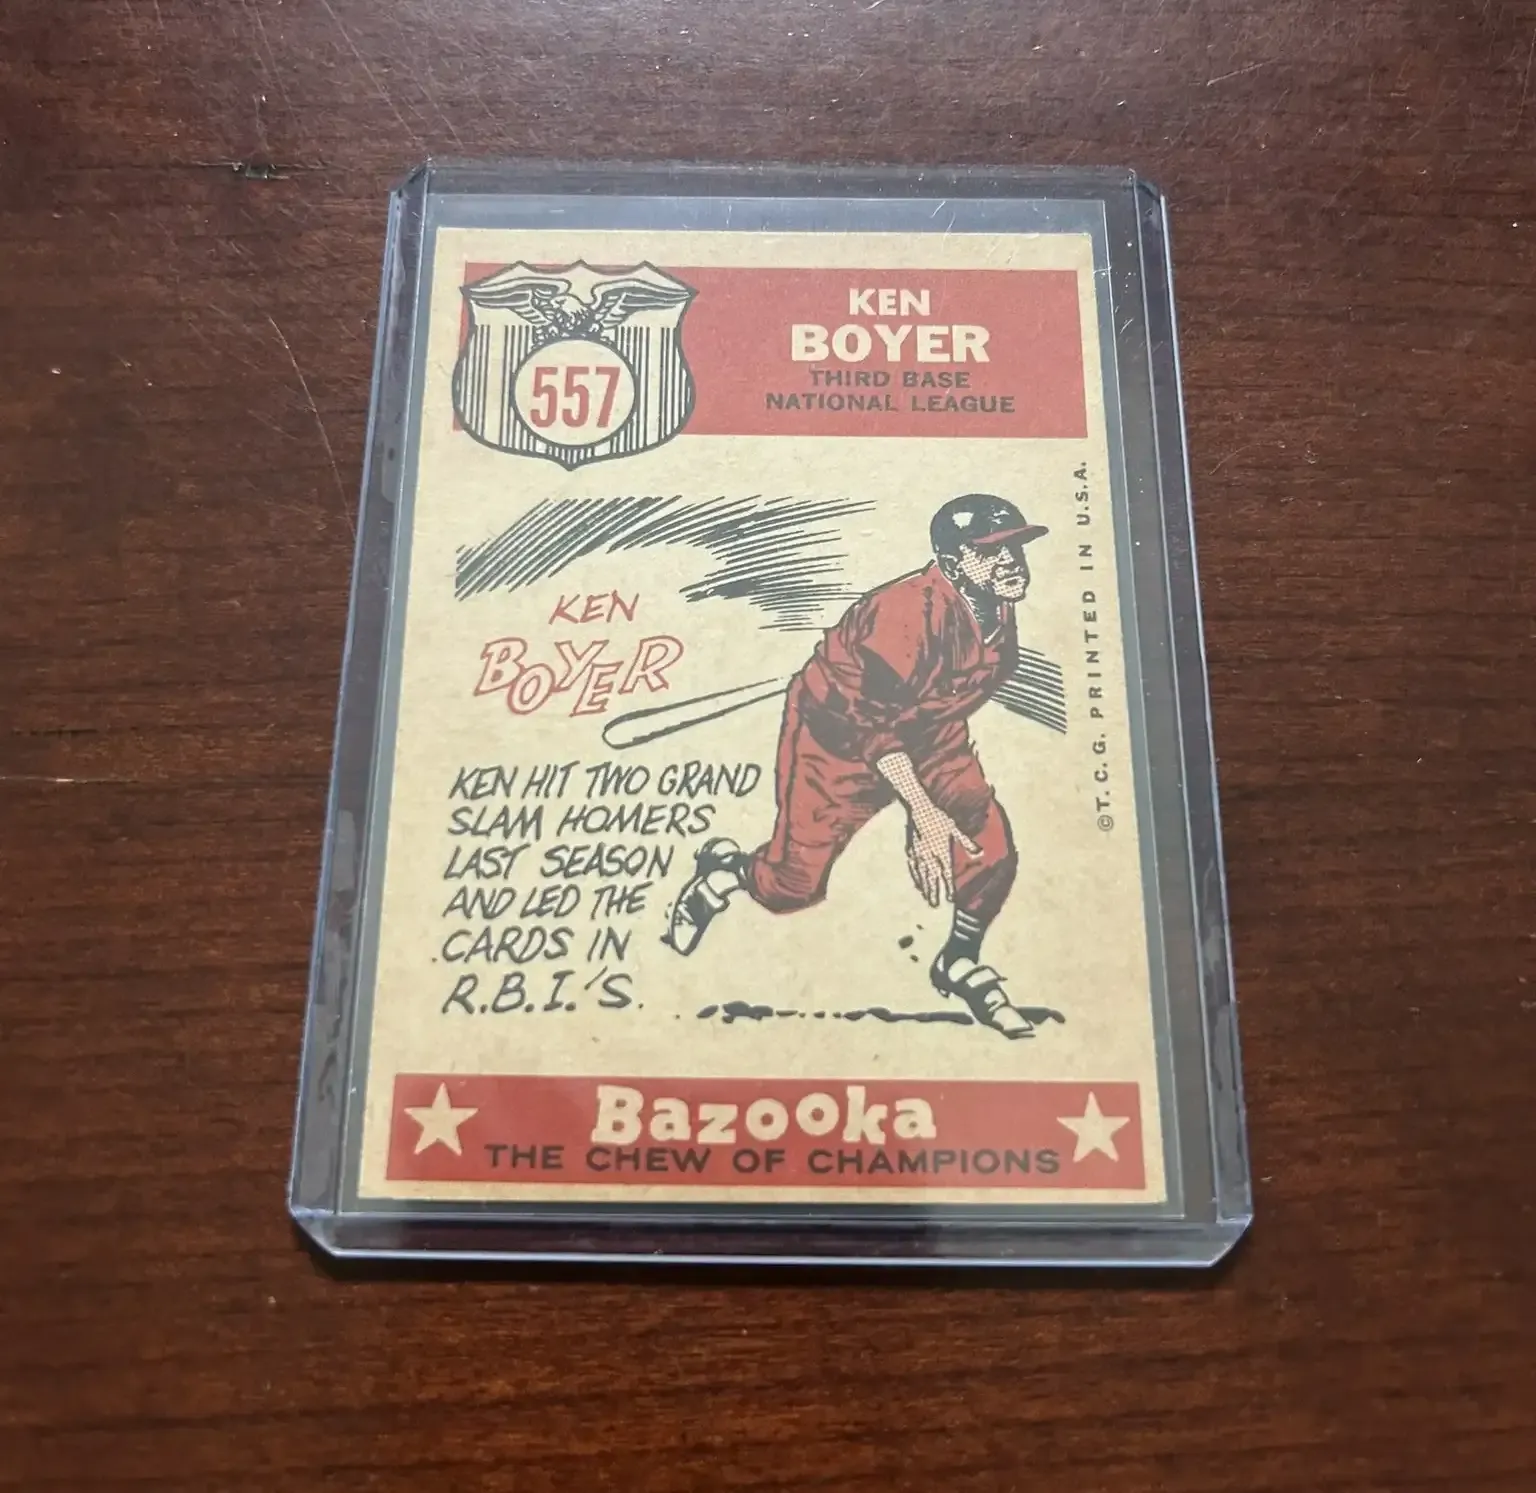 557
KEN
BOYER
THIRD BASE
NATIONAL LEAGUE
KEN
BOYER
KEN HIT TWO GRAND
SLAM HOMERS
LAST SEASON
AND LED THE
CARDS IN
R.B.I.'S.
©T.C.G. PRINTED IN U.S.A.
Bazooka
THE CHEW OF CHAMPIONS